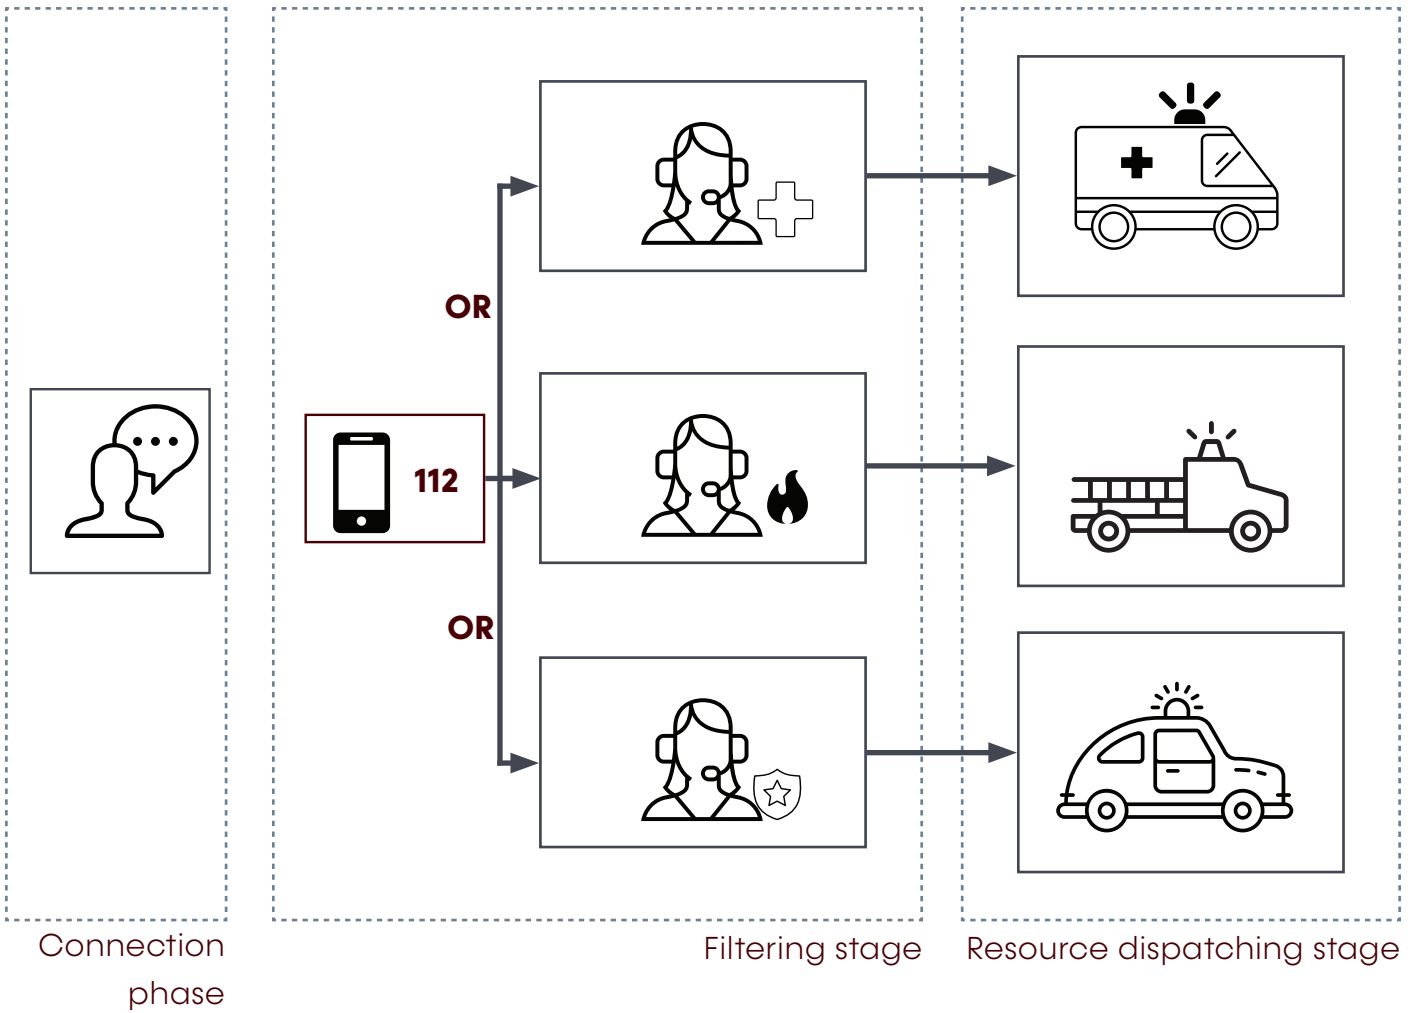 OR
112
OR
Connection
phase
Filtering stage
Resource dispatching stage